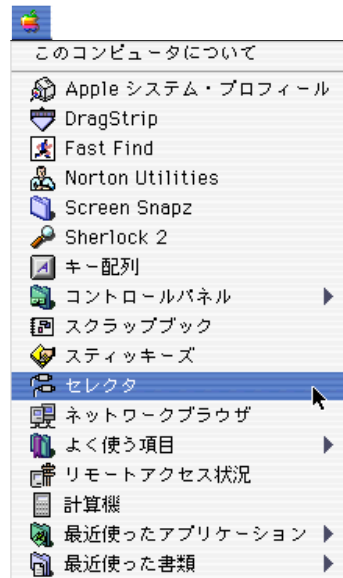 このコンピュータについて
Apple システム・プロフィール
DragStrip
Fast Find
Norton Utilities
Screen Snapz
Sherlock 2
キー配列
コントロールパネル
スクラップブック
スティッキーズ
セレクタ
ネットワークブラウザ
よく使う項目
リモートアクセス状況
計算機
最近使ったアプリケーション
最近使った書類